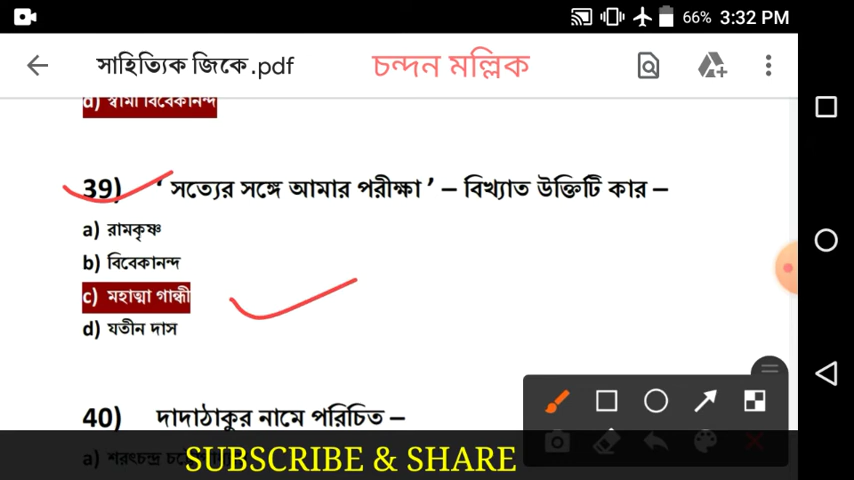 66% 3:32 PM
সাহিত্যিক জিকে.pdf চন্দন মল্লিক
d) স্বামী বিবেকানন্দ
39) ‘ সত্যের সঙ্গে আমার পরীক্ষা ’ – বিখ্যাত উক্তিটি কার –
a) রামকৃষ্ণ
b) বিবেকানন্দ
c) মহাত্মা গান্ধী
d) যতীন দাস
40) দাদাঠাকুর নামে পরিচিত –
a) শরৎচন্দ্র
SUBSCRIBE & SHARE